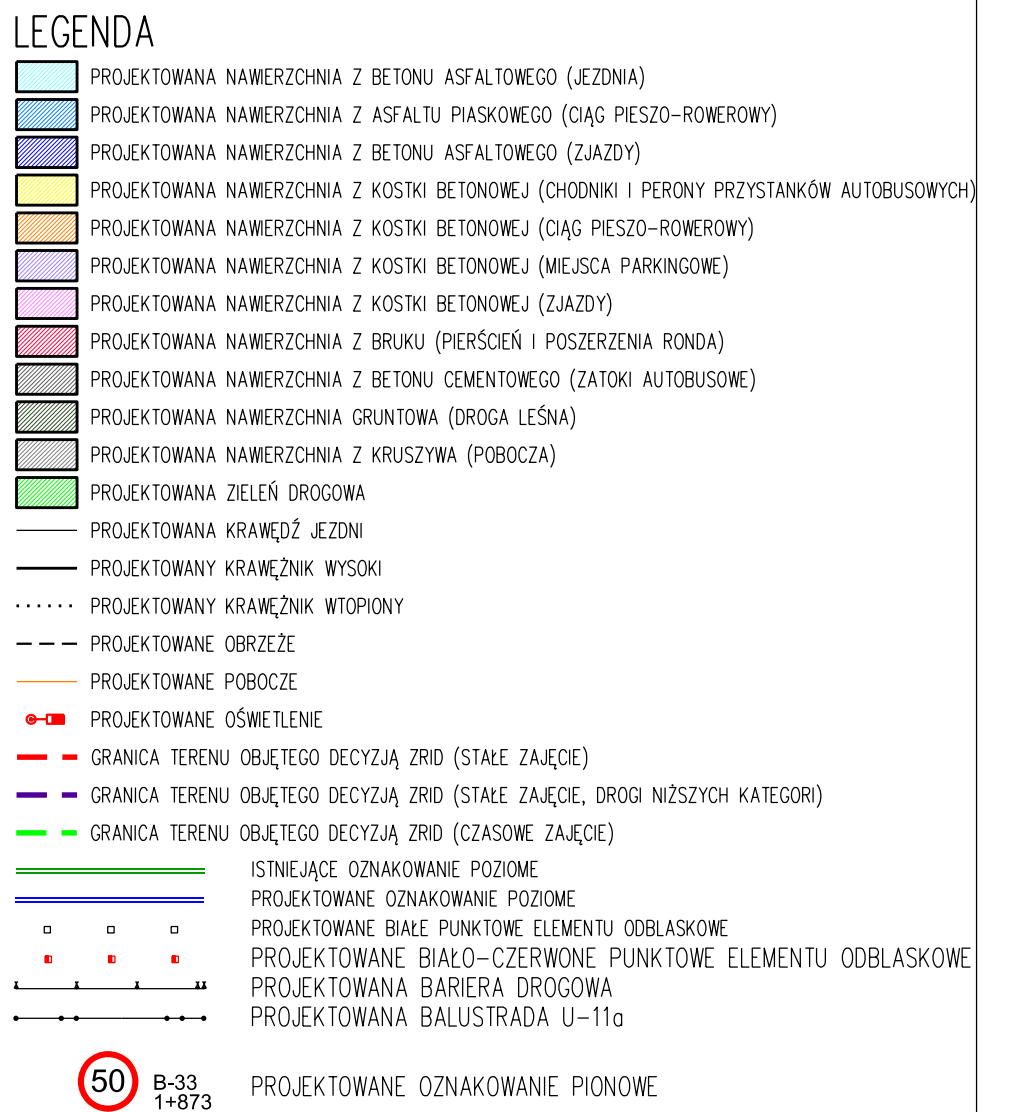 LEGENDA
PROJEKTOWANA NAWIERZCHNIA Z BETONU ASFALTOWEGO (JEZDNIA)
PROJEKTOWANA NAWIERZCHNIA Z ASFALTU PIASKOWEGO (CIĄG PIESZO-ROWEROWY)
PROJEKTOWANA NAWIERZCHNIA Z BETONU ASFALTOWEGO (ZJAZDY)
PROJEKTOWANA NAWIERZCHNIA Z KOSTKI BETONOWEJ (CHODNIKI I PERONY PRZYSTANKÓW AUTOBUSOWYCH)
PROJEKTOWANA NAWIERZCHNIA Z KOSTKI BETONOWEJ (CIĄG PIESZO-ROWEROWY)
PROJEKTOWANA NAWIERZCHNIA Z KOSTKI BETONOWEJ (MIEJSCA PARKINGOWE)
PROJEKTOWANA NAWIERZCHNIA Z KOSTKI BETONOWEJ (ZJAZDY)
PROJEKTOWANA NAWIERZCHNIA Z BRUKU (PIERŚCIEŃ I POSZERZENIA RONDA)
PROJEKTOWANA NAWIERZCHNIA Z BETONU CEMENTOWEGO (ZATOKI AUTOBUSOWE)
PROJEKTOWANA NAWIERZCHNIA GRUNTOWA (DROGA LEŚNA)
PROJEKTOWANA NAWIERZCHNIA Z KRUSZYWA (POBOCZA)
PROJEKTOWANA ZIELEŃ DROGOWA
PROJEKTOWANA KRAWĘDŹ JEZDNI
PROJEKTOWANY KRAWĘŻNIK WYSOKI
PROJEKTOWANY KRAWĘŻNIK WTOPIONY
PROJEKTOWANE OBRZEŻE
PROJEKTOWANE POBOCZE
PROJEKTOWANE OŚWIETLENIE
GRANICA TERENU OBJĘTEGO DECYZJĄ ZRID (STAŁE ZAJĘCIE)
GRANICA TERENU OBJĘTEGO DECYZJĄ ZRID (STAŁE ZAJĘCIE, DROGI NIŻSZYCH KATEGORI)
GRANICA TERENU OBJĘTEGO DECYZJĄ ZRID (CZASOWE ZAJĘCIE)
ISTNIEJĄCE OZNAKOWANIE POZIOME
PROJEKTOWANE OZNAKOWANIE POZIOME
PROJEKTOWANE BIAŁE PUNKTOWE ELEMENTU ODBLASKOWE
PROJEKTOWANE BIAŁO-CZERWONE PUNKTOWE ELEMENTU ODBLASKOWE
PROJEKTOWANA BARIERA DROGOWA
PROJEKTOWANA BALUSTRADA U-11a
50 B-33
1+873
PROJEKTOWANE OZNAKOWANIE PIONOWE